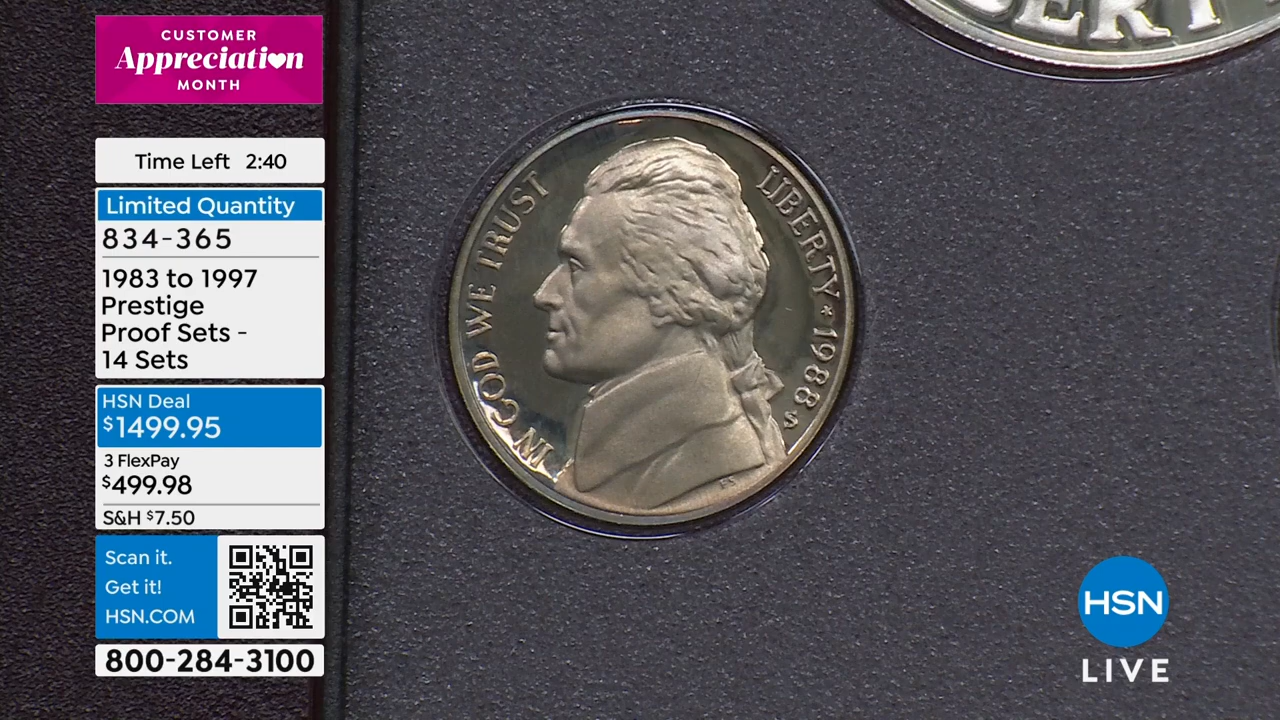 CUSTOMER
Appreciation
MONTH
Time Left 2:40
Limited Quantity
834-365
1983 to 1997
Prestige
Proof Sets -
14 Sets
HSN Deal
$1499.95
3 FlexPay
$499.98
S&H $7.50
Scan it.
Get it!
HSN.COM
800-284-3100
IN GOD WE TRUST
LIBERTY * 1988
S
FS
LIBERTY
HSN
LIVE